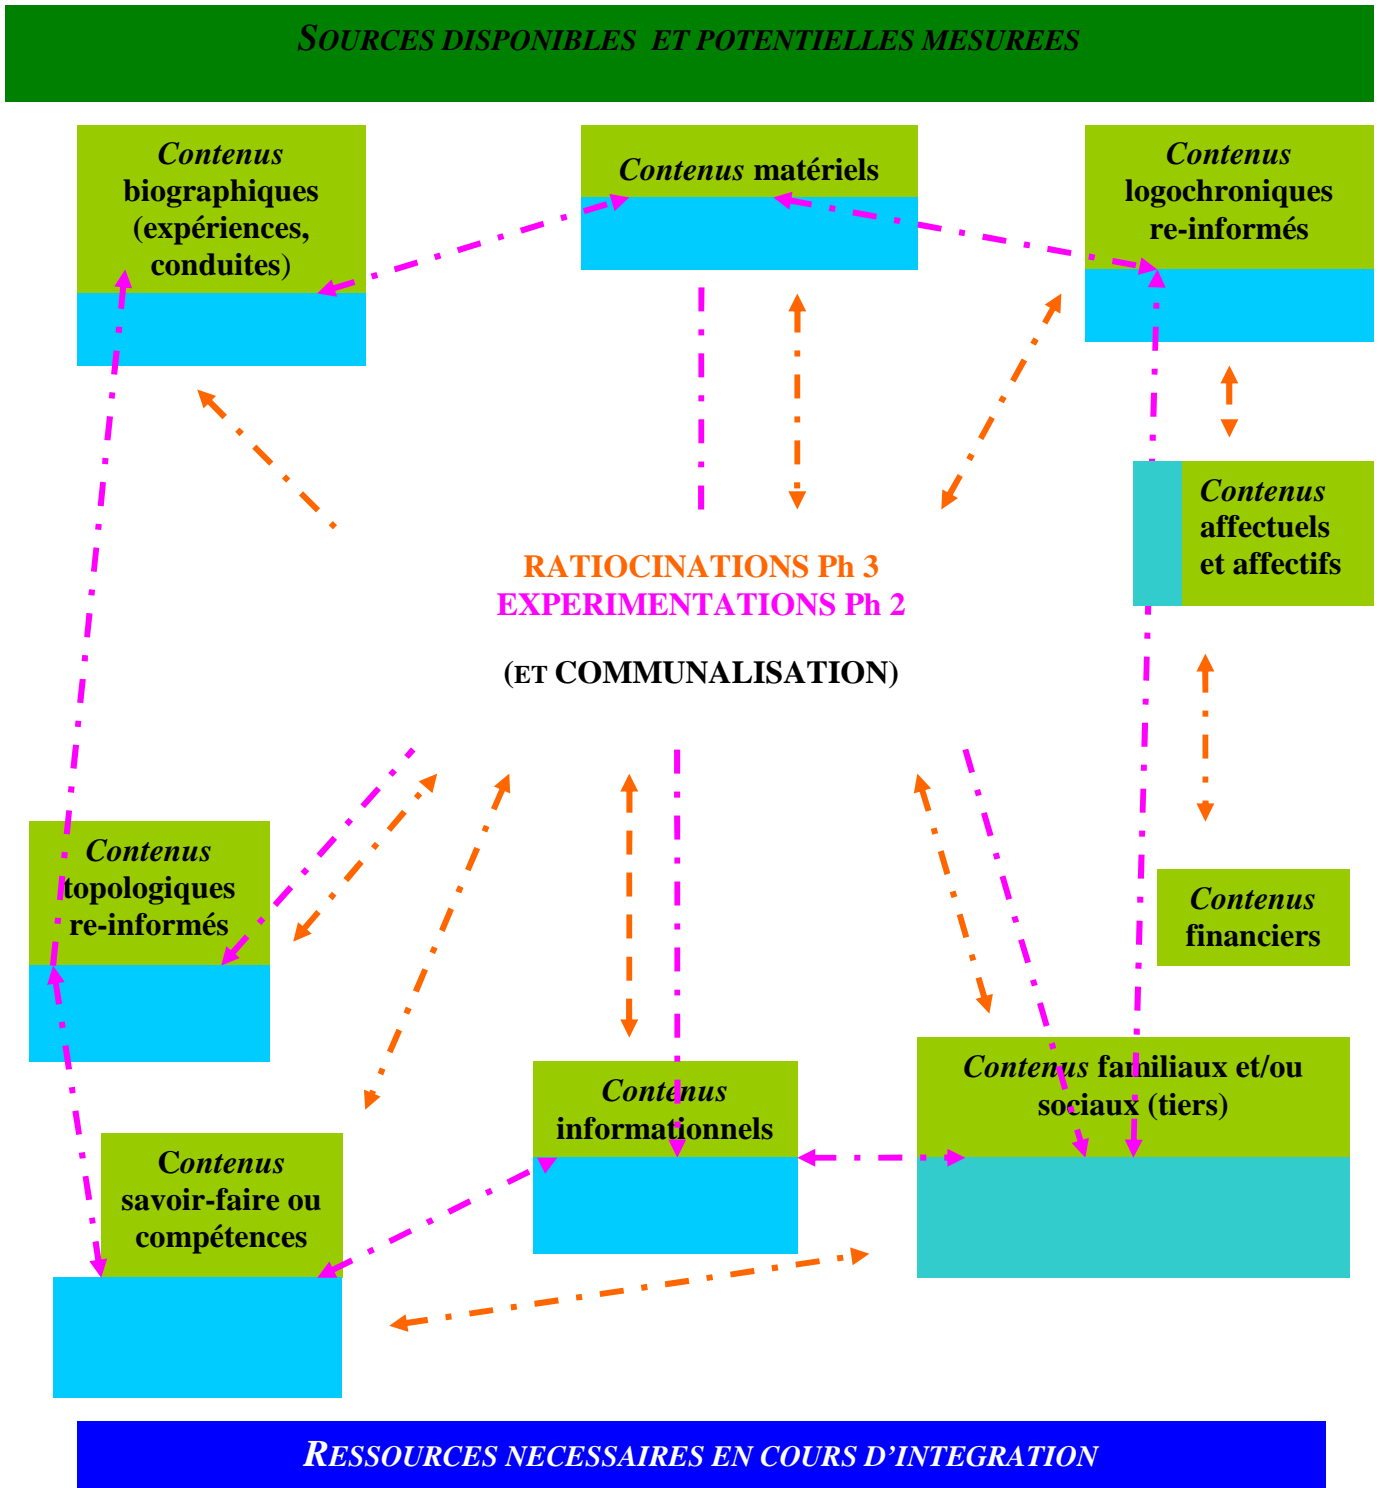 SOURCES DISPONIBLES ET POTENTIELLES MESUREES
Contenus
biographiques
(expériences,
conduites)
Contenus matériels
Contenus
logochroniques
re-informés
Contenus
affectuels
et affectifs
RATIOCINATIONS Ph 3
EXPERIMENTATIONS Ph 2
(ET COMMUNALISATION)
Contenus
topologiques
re-informés
Contenus
financiers
Contenus
savoir-faire ou
compétences
Contenus
informationnels
Contenus familiaux et/ou
sociaux (tiers)
RESSOURCES NECESSAIRES EN COURS D’INTEGRATION